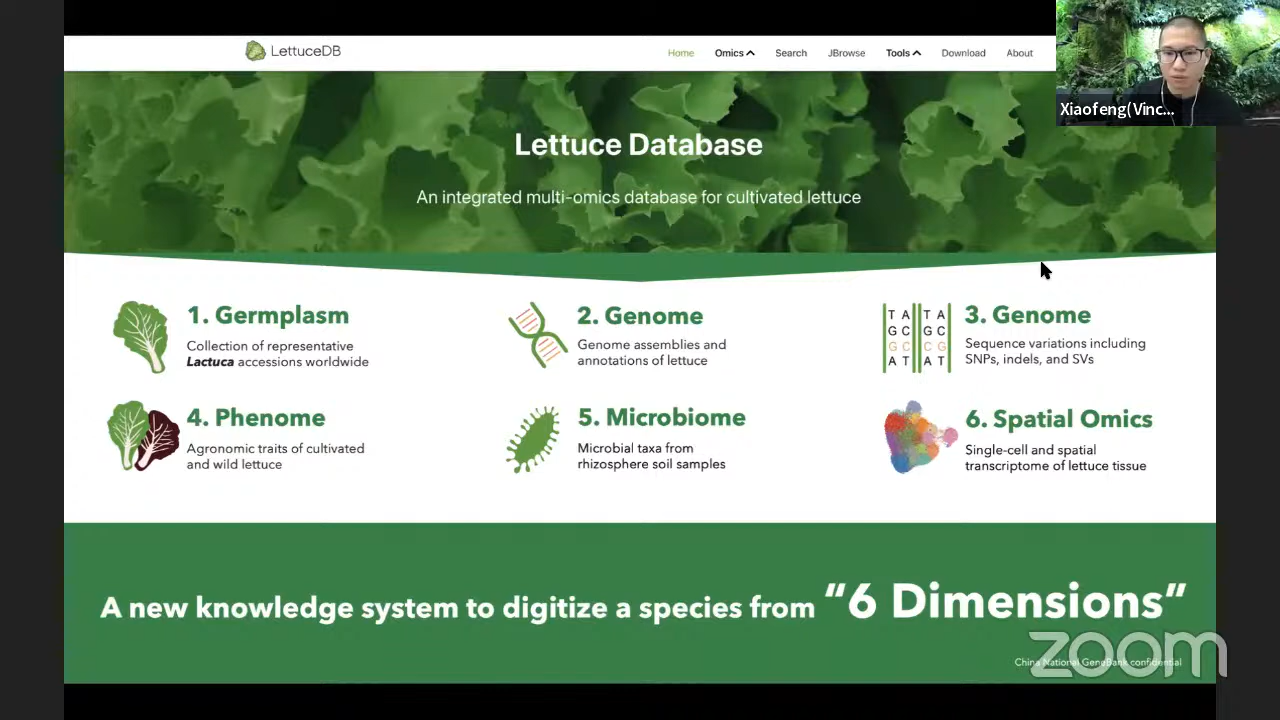 LettuceDB
Home Omics Search JBrowse Tools Download About
Xiaofeng(Vinc...
Lettuce Database
An integrated multi-omics database for cultivated lettuce
1. Germplasm
Collection of representative
Lactuca accessions worldwide
2. Genome
Genome assemblies and
annotations of lettuce
T A T A
G C G C
G C C G
A T A T
3. Genome
Sequence variations including
SNPs, indels, and SVs
4. Phenome
Agronomic traits of cultivated
and wild lettuce
5. Microbiome
Microbial taxa from
rhizosphere soil samples
6. Spatial Omics
Single-cell and spatial
transcriptome of lettuce tissue
A new knowledge system to digitize a species from “6 Dimensions”
zoom
China National GeneBank confidential